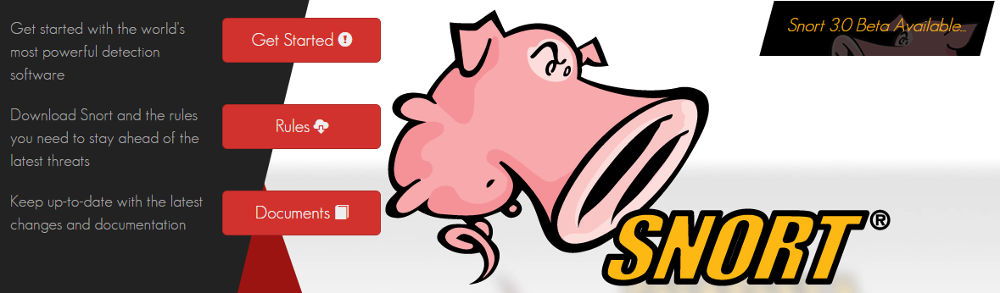 Get started with the world's
most powerful detection
software
Get Started
Download Snort and the rules
you need to stay ahead of the
latest threats
Rules
Keep up-to-date with the latest
changes and documentation
Documents
SNORT®
Snort 3.0 Beta Available...